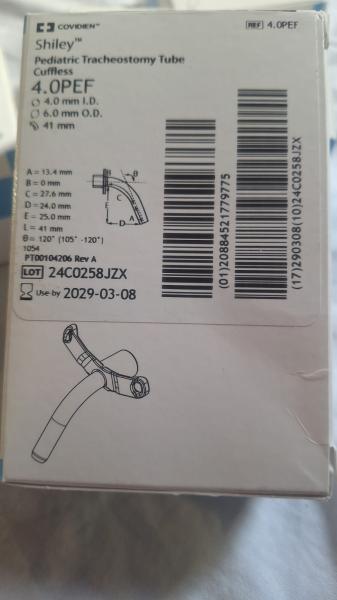 COVIDIEN™
REF 4.0PEF
Shiley™
Pediatric Tracheostomy Tube
Cuffless
4.0PEF
4.0 mm I.D.
6.0 mm O.D.
41 mm
A = 13.4 mm
B = 0 mm
C = 27.6 mm
D = 24.0 mm
E = 25.0 mm
L = 41 mm
θ = 120° (105° -120°)
1054
PT00104206 Rev A
LOT 24C0258JZX
Use by 2029-03-08
B
θ
C
E
A
D
(01)20884521779775
(17)290308(10)24C0258JZX